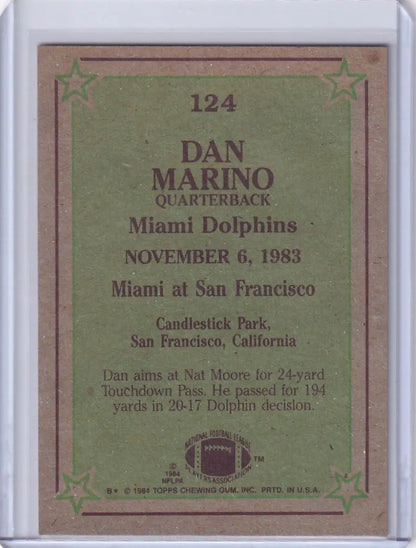 124
DAN
MARINO
QUARTERBACK
Miami Dolphins
NOVEMBER 6, 1983
Miami at San Francisco
Candlestick Park,
San Francisco, California
Dan aims at Nat Moore for 24-yard
Touchdown Pass. He passed for 194
yards in 20-17 Dolphin decision.
NATIONAL FOOTBALL LEAGUE
PLAYERS ASSOCIATION
TM
©
1984
NFLPA
B* © 1984 TOPPS CHEWING GUM, INC. PRTD. IN U.S.A.